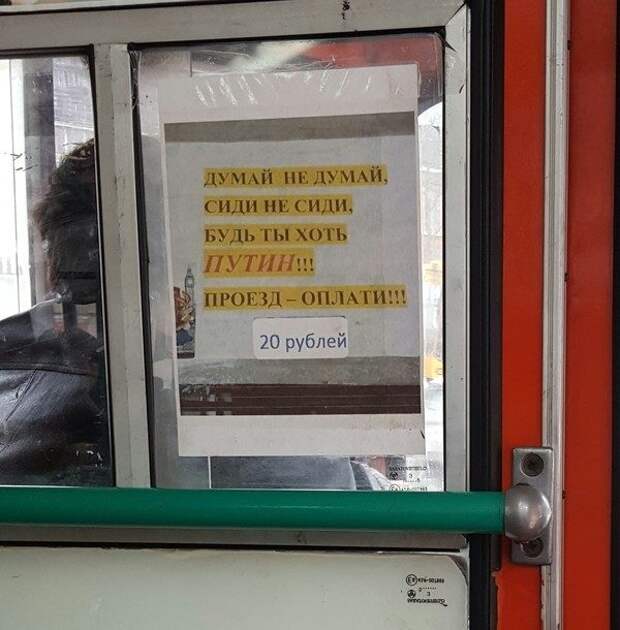 ДУМАЙ НЕ ДУМАЙ,
СИДИ НЕ СИДИ,
БУДЬ ТЫ ХОТЬ
ПУТИН!!!
ПРОЕЗД – ОПЛАТИ!!!
20 рублей